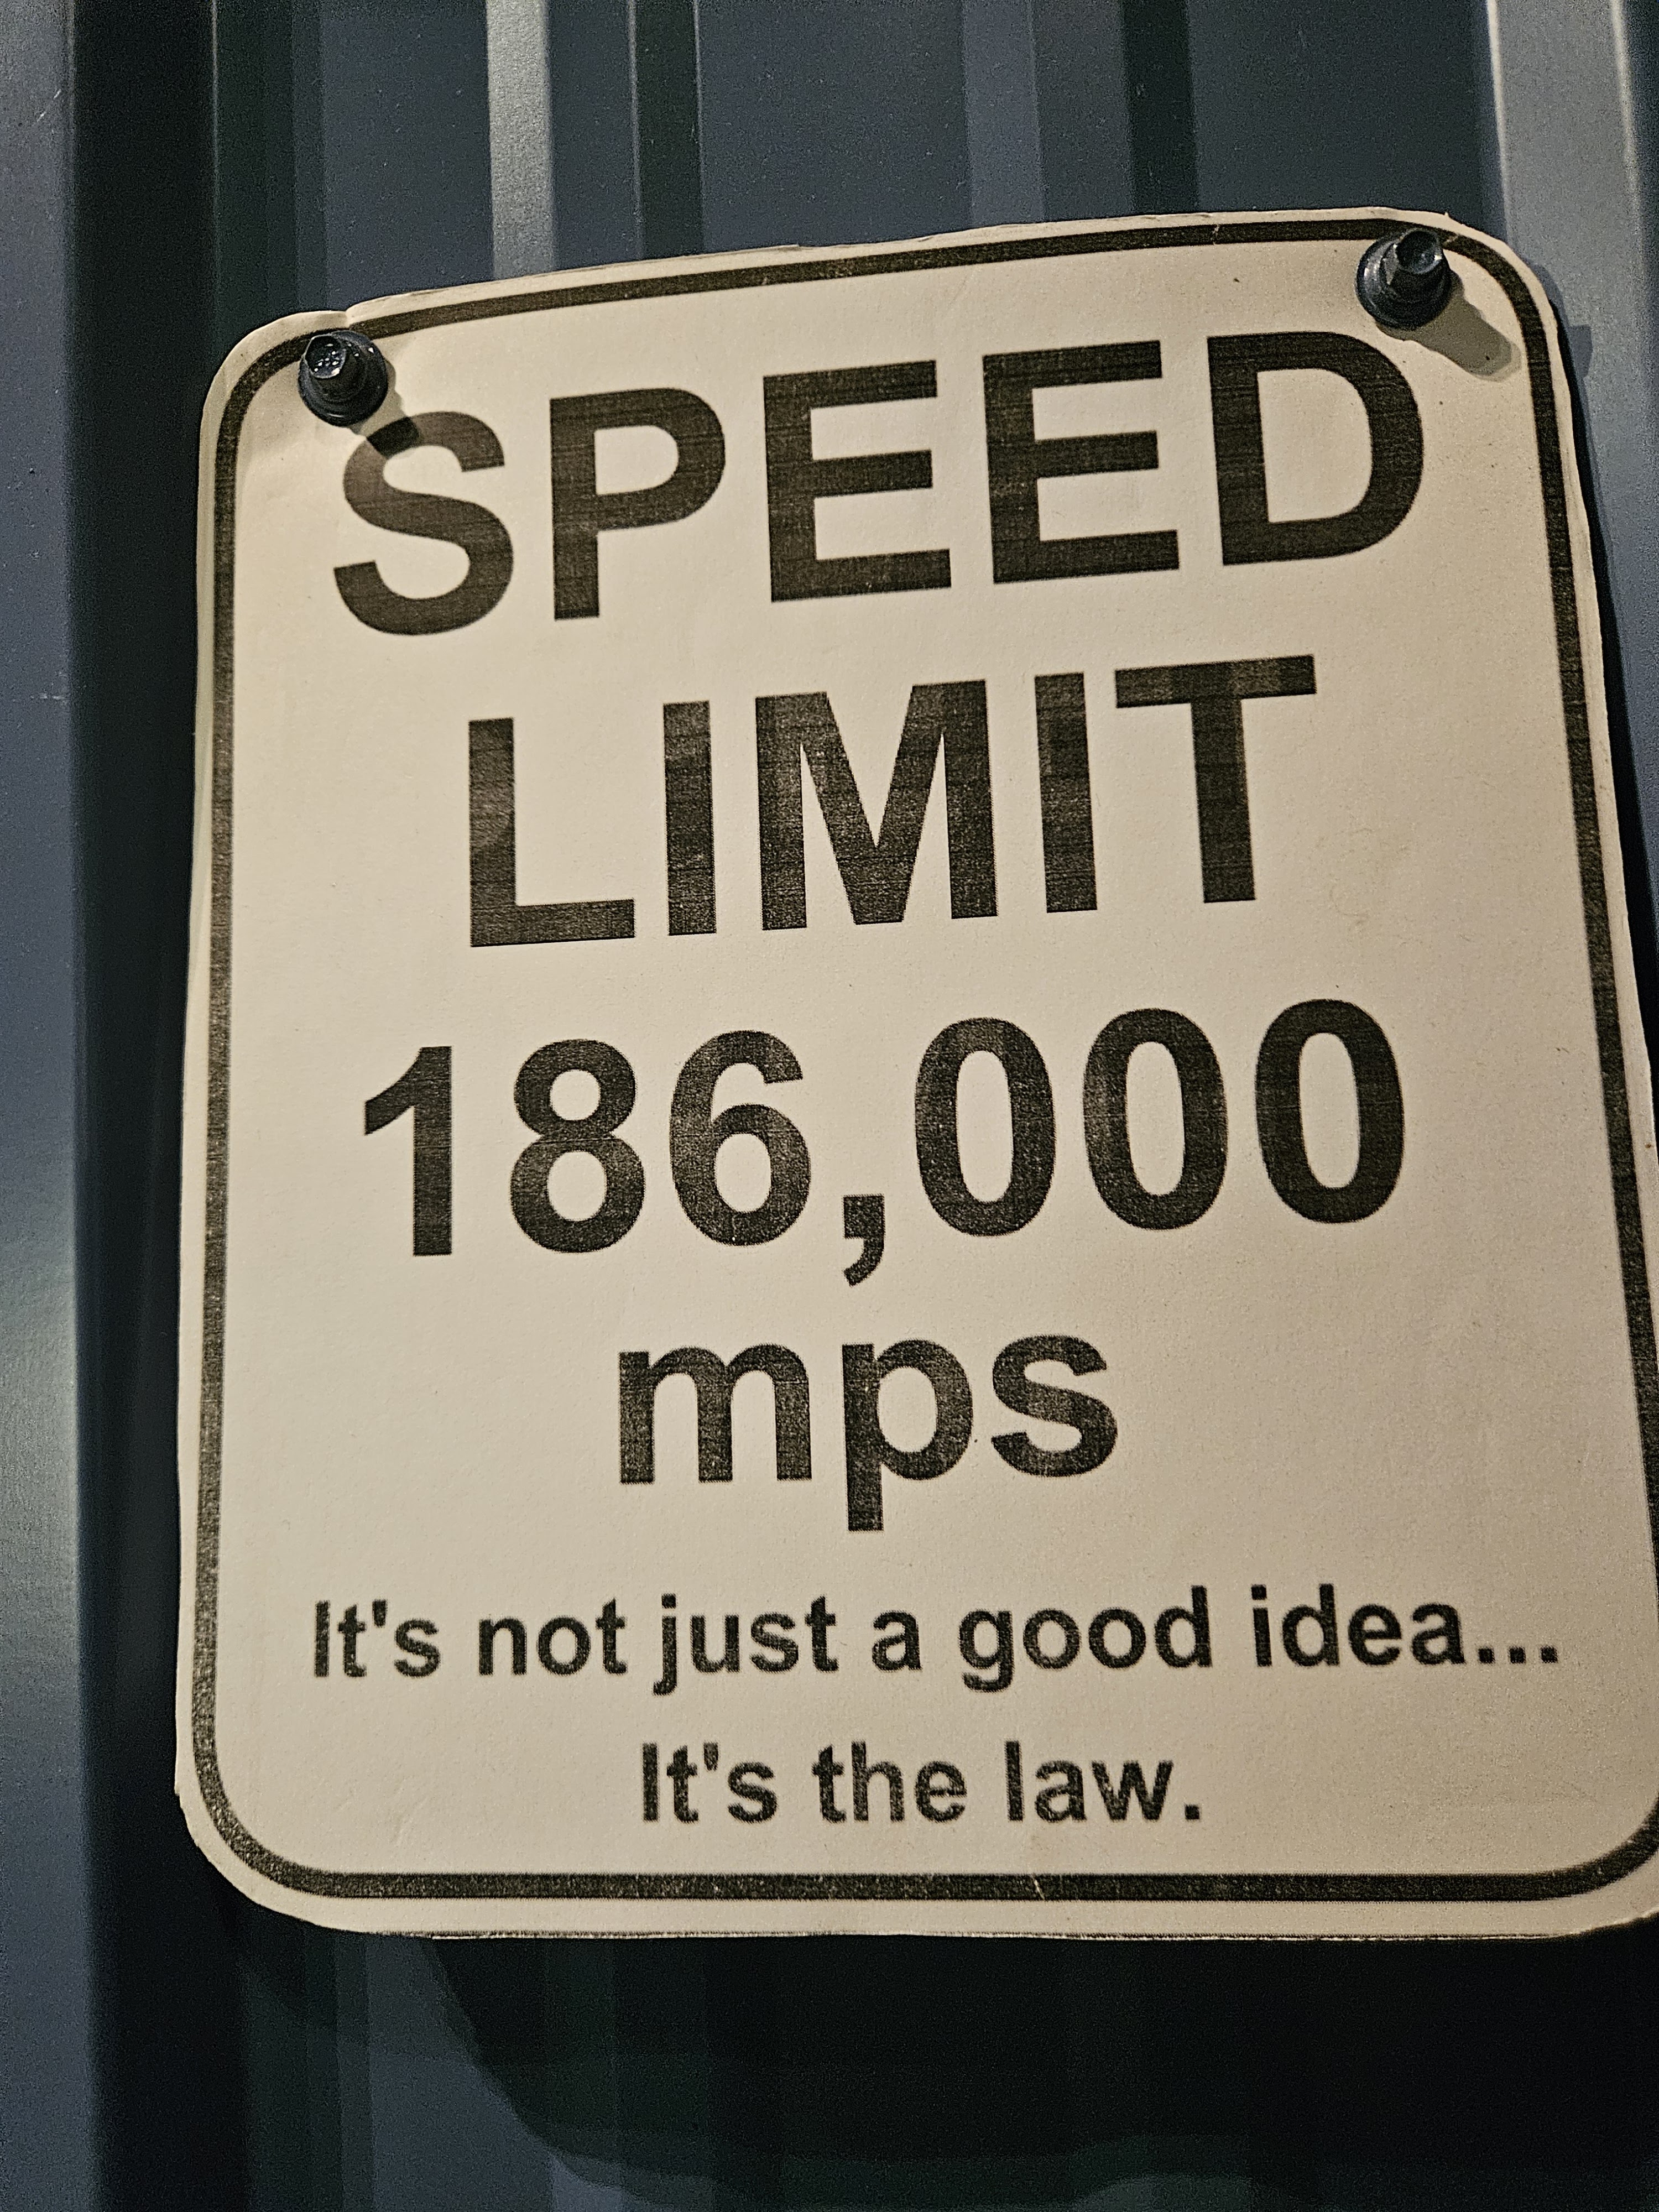 SPEED
LIMIT
186,000
mps
It's not just a good idea...
It's the law.